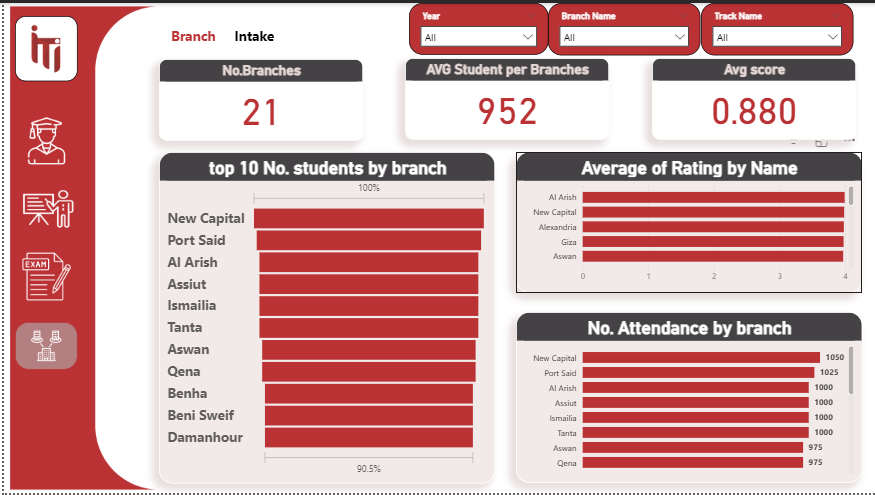 iTi
Branch
Intake
Year
All
Branch Name
All
Track Name
All
No.Branches
21
AVG Student per Branches
952
Avg score
0.880
EXAM
top 10 No. students by branch
100%
New Capital
Port Said
Al Arish
Assiut
Ismailia
Tanta
Aswan
Qena
Benha
Beni Sweif
Damanhour
90.5%
Average of Rating by Name
Al Arish
New Capital
Alexandria
Giza
Aswan
0 1 2 3 4
No. Attendance by branch
New Capital 1050
Port Said 1025
Al Arish 1000
Assiut 1000
Ismailia 1000
Tanta 1000
Aswan 975
Qena 975